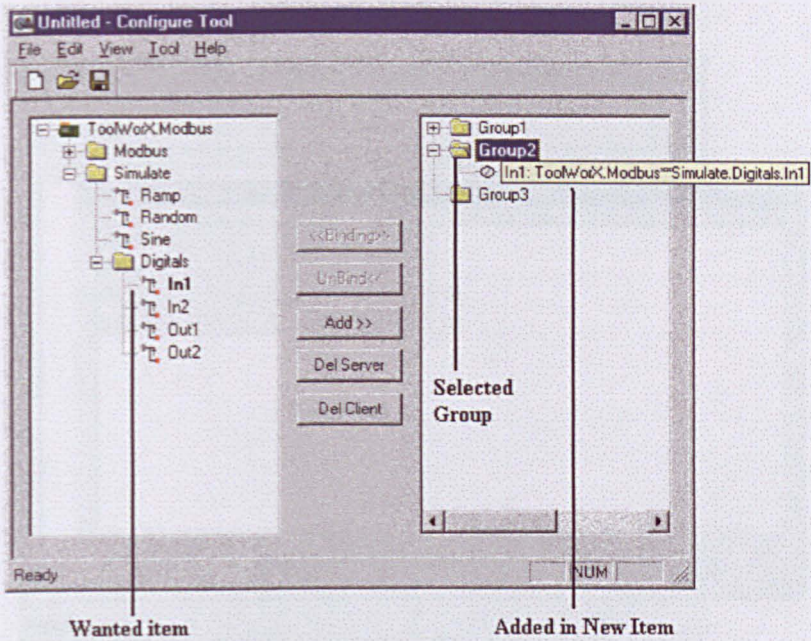 Untitled - Configure Tool
File Edit View Tool Help
ToolWorX.Modbus
Modbus
Simulate
Ramp
Random
Sine
Digitals
In1
In2
Out1
Out2
<<Binding>>
UnBind<<
Add >>
Del Server
Del Client
Group1
Group2
In1: ToolWorX.Modbus^^^Simulate.Digitals.In1
Group3
Selected
Group
Ready
NUM
Wanted item
Added in New Item